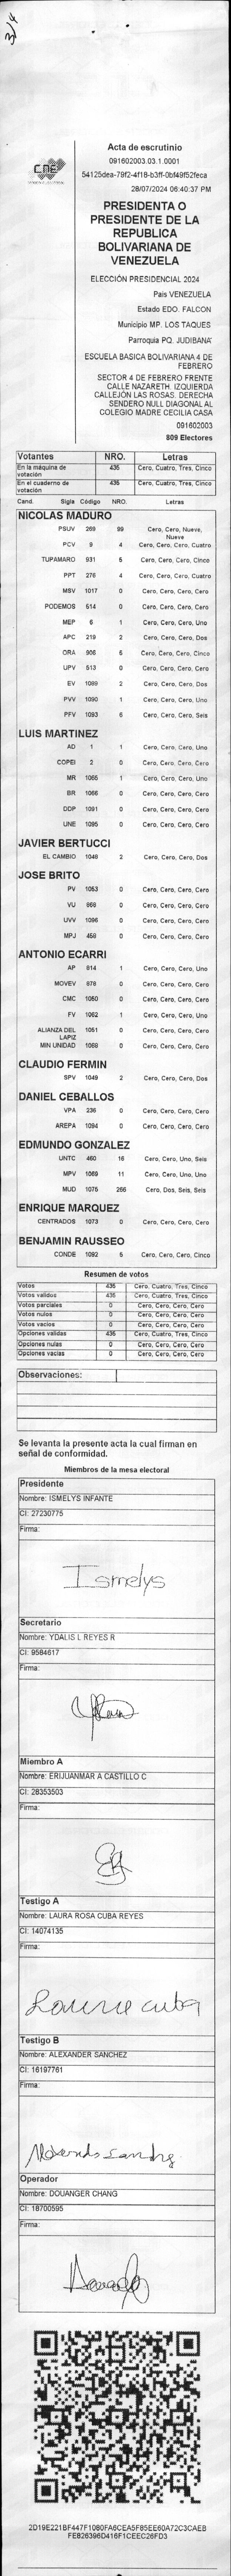 3/4
CNE
Acta de escrutinio
091602003.03.1.0001
54125dea-79f2-4f18-b3ff-0bf49f52feca
28/07/2024 06:40:37 PM
PRESIDENTA O
PRESIDENTE DE LA
REPUBLICA
BOLIVARIANA DE
VENEZUELA
ELECCIÓN PRESIDENCIAL 2024
Pais VENEZUELA
Estado EDO. FALCON
Municipio MP. LOS TAQUES
Parroquia PQ. JUDIBANA
ESCUELA BASICA BOLIVARIANA 4 DE
FEBRERO
SECTOR 4 DE FEBRERO FRENTE
CALLE NAZARETH. IZQUIERDA
CALLEJÓN LAS ROSAS. DERECHA
SENDERO NULL DIAGONAL AL
COLEGIO MADRE CECILIA CASA
091602003
809 Electores
Votantes NRO. Letras
En la máquina de votación 435 Cero, Cuatro, Tres, Cinco
En el cuaderno de votación 435 Cero, Cuatro, Tres, Cinco
Cand. Sigla Código NRO. Letras
NICOLAS MADURO
PSUV 269 99 Cero, Cero, Nueve, Nueve
PCV 9 4 Cero, Cero, Cero, Cuatro
TUPAMARO 931 5 Cero, Cero, Cero, Cinco
PPT 276 4 Cero, Cero, Cero, Cuatro
MSV 1017 0 Cero, Cero, Cero, Cero
PODEMOS 514 0 Cero, Cero, Cero, Cero
MEP 6 1 Cero, Cero, Cero, Uno
APC 219 2 Cero, Cero, Cero, Dos
ORA 906 5 Cero, Cero, Cero, Cinco
UPV 513 0 Cero, Cero, Cero, Cero
EV 1089 2 Cero, Cero, Cero, Dos
PVV 1090 1 Cero, Cero, Cero, Uno
PFV 1093 6 Cero, Cero, Cero, Seis
LUIS MARTINEZ
AD 1 1 Cero, Cero, Cero, Uno
COPEI 2 0 Cero, Cero, Cero, Cero
MR 1065 1 Cero, Cero, Cero, Uno
BR 1066 0 Cero, Cero, Cero, Cero
DDP 1091 0 Cero, Cero, Cero, Cero
UNE 1095 0 Cero, Cero, Cero, Cero
JAVIER BERTUCCI
EL CAMBIO 1048 2 Cero, Cero, Cero, Dos
JOSE BRITO
PV 1053 0 Cero, Cero, Cero, Cero
VU 868 0 Cero, Cero, Cero, Cero
UVV 1096 0 Cero, Cero, Cero, Cero
MPJ 458 0 Cero, Cero, Cero, Cero
ANTONIO ECARRI
AP 814 1 Cero, Cero, Cero, Uno
MOVEV 878 0 Cero, Cero, Cero, Cero
CMC 1050 0 Cero, Cero, Cero, Cero
FV 1062 1 Cero, Cero, Cero, Uno
ALIANZA DEL LAPIZ 1051 0 Cero, Cero, Cero, Cero
MIN UNIDAD 1069 0 Cero, Cero, Cero, Cero
CLAUDIO FERMIN
SPV 1049 2 Cero, Cero, Cero, Dos
DANIEL CEBALLOS
VPA 236 0 Cero, Cero, Cero, Cero
AREPA 1094 0 Cero, Cero, Cero, Cero
EDMUNDO GONZALEZ
UNTC 460 16 Cero, Cero, Uno, Seis
MPV 1069 11 Cero, Cero, Uno, Uno
MUD 1075 266 Cero, Dos, Seis, Seis
ENRIQUE MARQUEZ
CENTRADOS 1073 0 Cero, Cero, Cero, Cero
BENJAMIN RAUSSEO
CONDE 1092 5 Cero, Cero, Cero, Cinco
Resumen de votos
Votos 435 Cero, Cuatro, Tres, Cinco
Votos validos 435 Cero, Cuatro, Tres, Cinco
Votos parciales 0 Cero, Cero, Cero, Cero
Votos nulos 0 Cero, Cero, Cero, Cero
Votos vacios 0 Cero, Cero, Cero, Cero
Opciones validas 435 Cero, Cuatro, Tres, Cinco
Opciones nulas 0 Cero, Cero, Cero, Cero
Opciones vacias 0 Cero, Cero, Cero, Cero
Observaciones:
Se levanta la presente acta la cual firman en
señal de conformidad.
Miembros de la mesa electoral
Presidente
Nombre: ISMELYS INFANTE
CI: 27230775
Firma:
Ismelys
Secretario
Nombre: YDALIS L REYES R
CI: 9584617
Firma:
Miembro A
Nombre: ERIJUANMAR A CASTILLO C
CI: 28353503
Firma:
Testigo A
Nombre: LAURA ROSA CUBA REYES
CI: 14074135
Firma:
Testigo B
Nombre: ALEXANDER SANCHEZ
CI: 16197761
Firma:
Operador
Nombre: DOUANGER CHANG
CI: 18700595
Firma:
2D19E221BF447F1080FA6CEA5F85EE60A72C3CAEB
FE826396D416F1CEEC26FD3